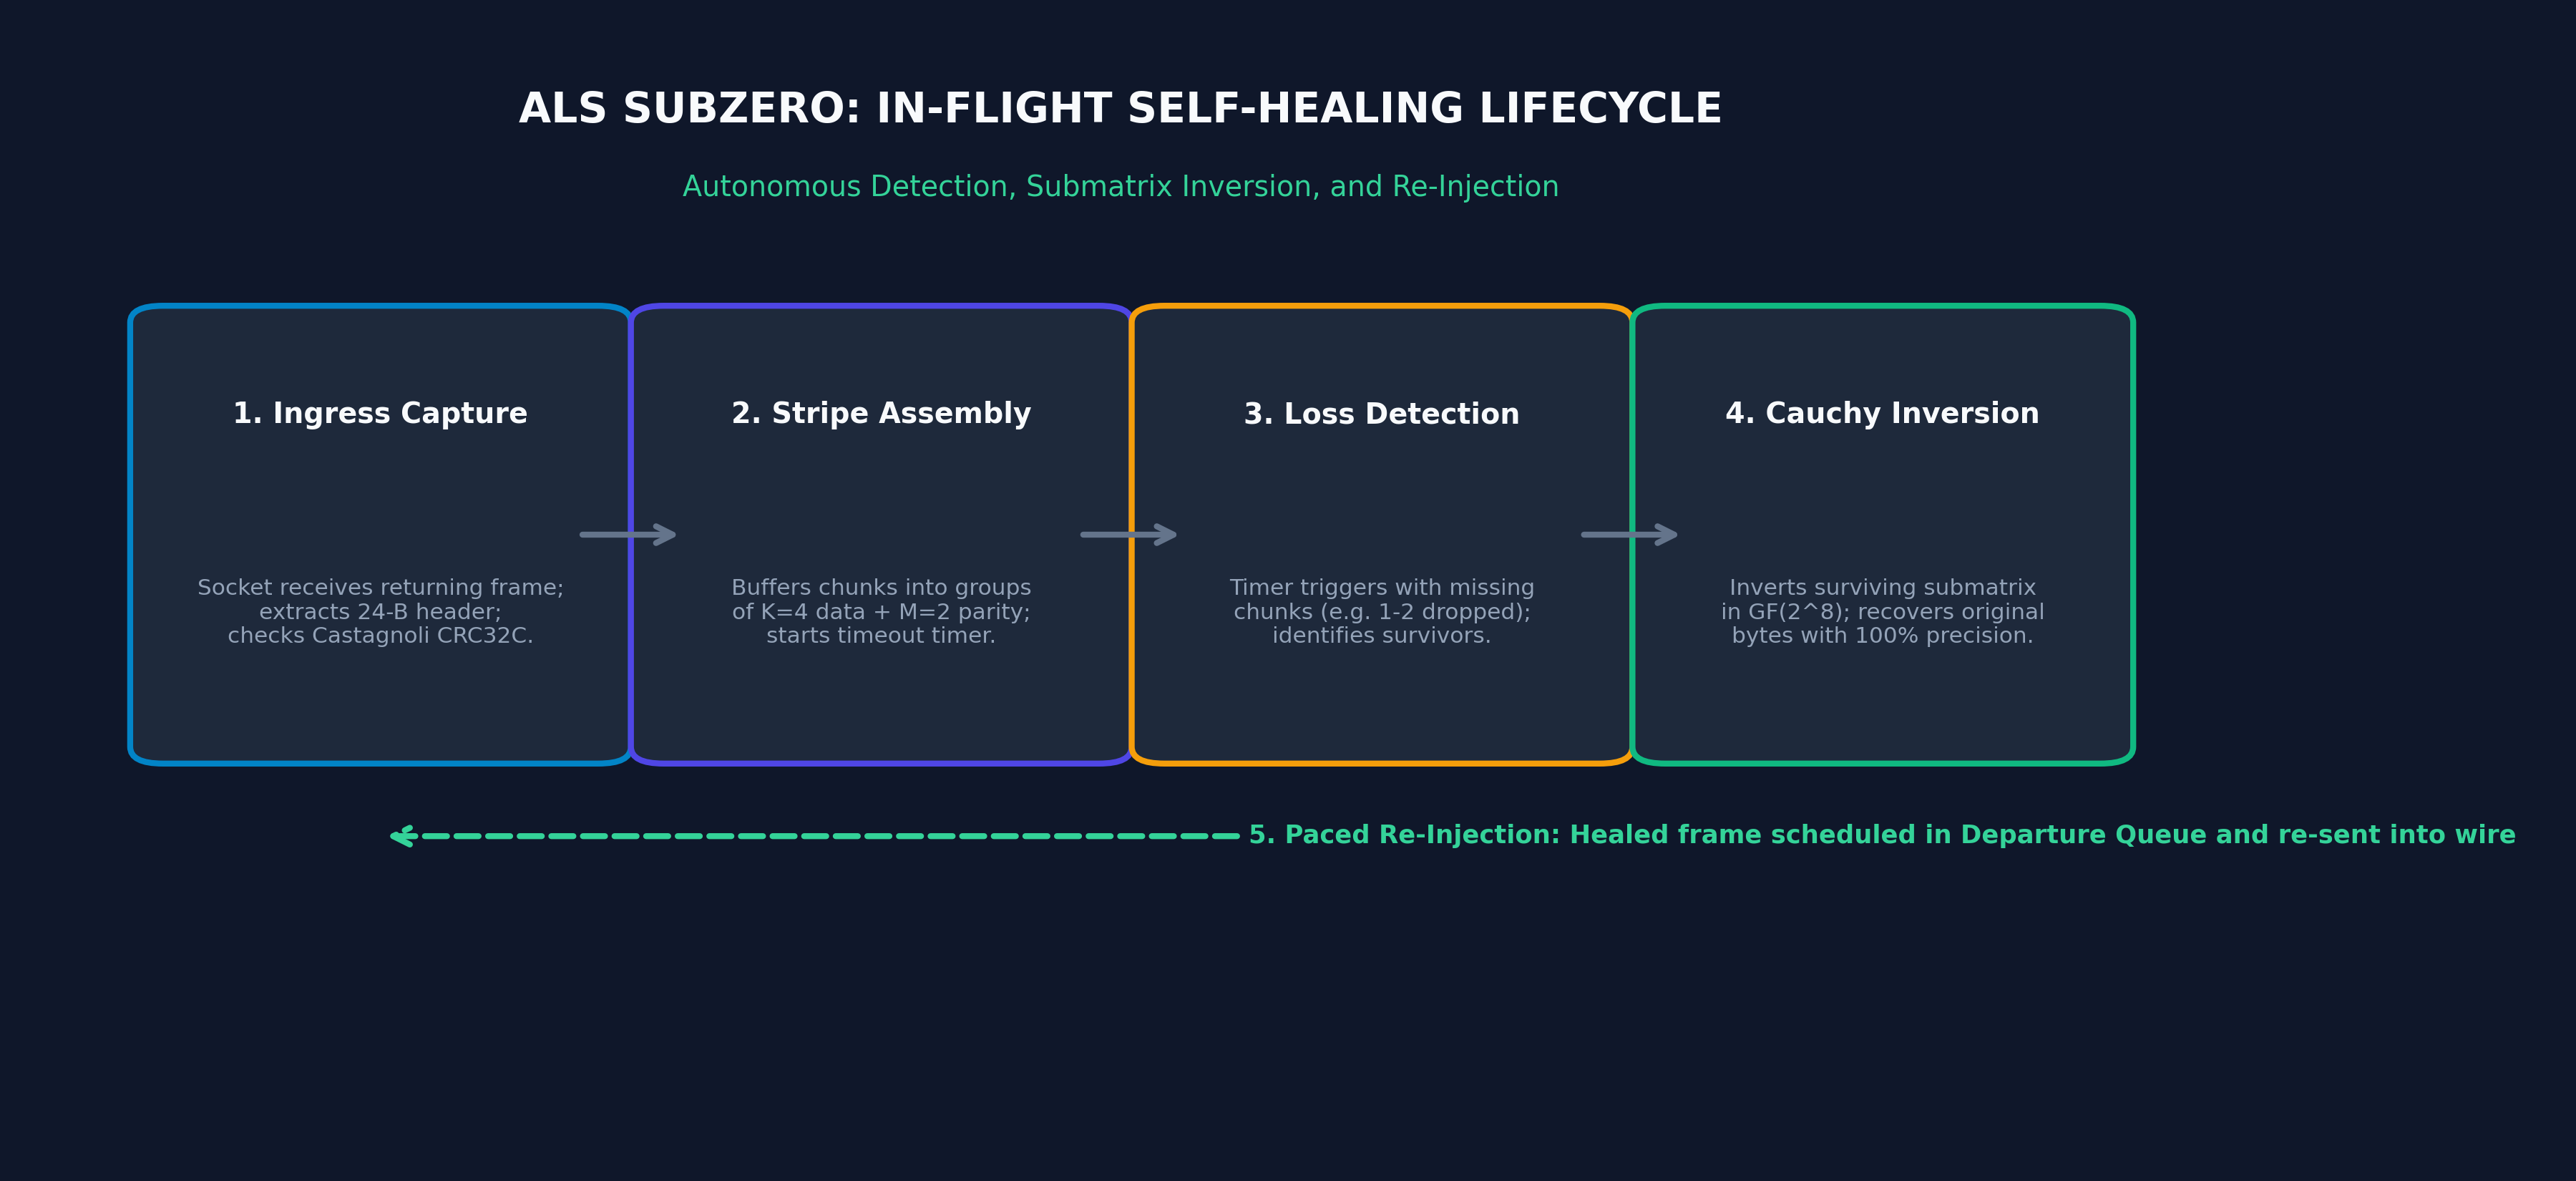 ALS SUBZERO: IN-FLIGHT SELF-HEALING LIFECYCLE
Autonomous Detection, Submatrix Inversion, and Re-Injection
1. Ingress Capture
Socket receives returning frame;
extracts 24-B header;
checks Castagnoli CRC32C.
2. Stripe Assembly
Buffers chunks into groups
of K=4 data + M=2 parity;
starts timeout timer.
3. Loss Detection
Timer triggers with missing
chunks (e.g. 1-2 dropped);
identifies survivors.
4. Cauchy Inversion
Inverts surviving submatrix
in GF(2^8); recovers original
bytes with 100% precision.
5. Paced Re-Injection: Healed frame scheduled in Departure Queue and re-sent into wire